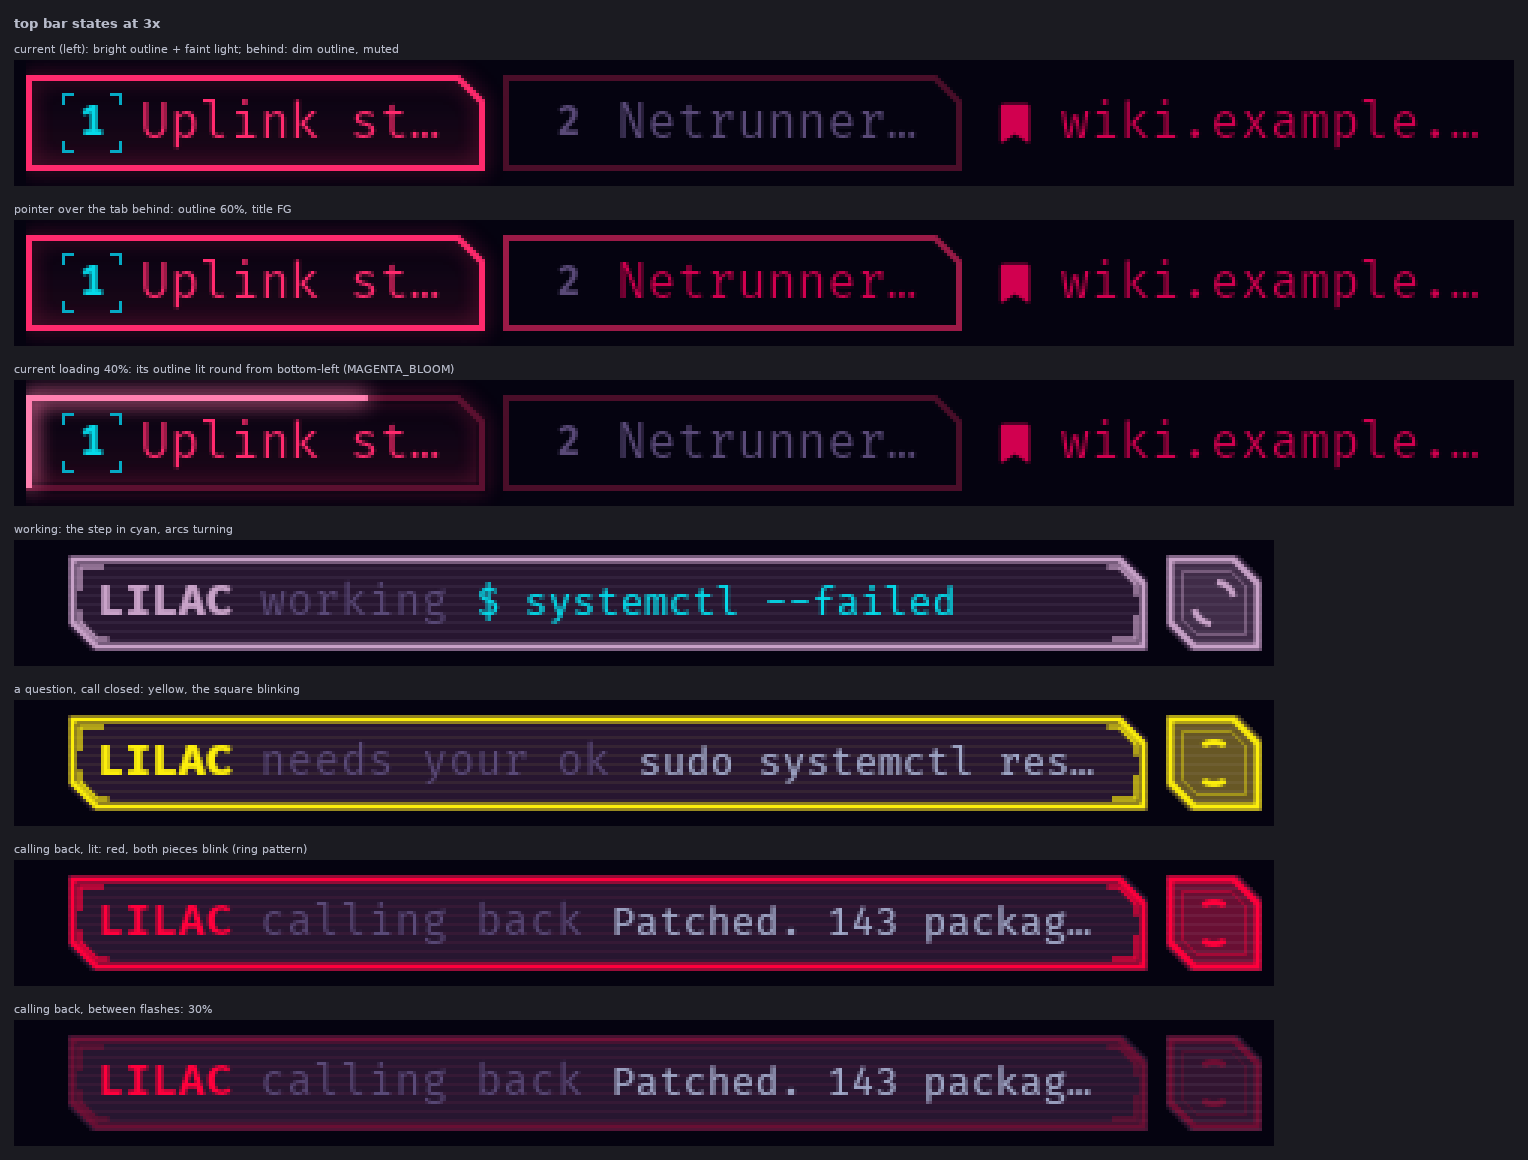 top bar states at 3x
current (left): bright outline + faint light; behind: dim outline, muted
1 Uplink st… 2 Netrunner… wiki.example.…
pointer over the tab behind: outline 60%, title FG
1 Uplink st… 2 Netrunner… wiki.example.…
current loading 40%: its outline lit round from bottom-left (MAGENTA_BLOOM)
1 Uplink st… 2 Netrunner… wiki.example.…
working: the step in cyan, arcs turning
LILAC working $ systemctl --failed
a question, call closed: yellow, the square blinking
LILAC needs your ok sudo systemctl res…
calling back, lit: red, both pieces blink (ring pattern)
LILAC calling back Patched. 143 packag…
calling back, between flashes: 30%
LILAC calling back Patched. 143 packag…